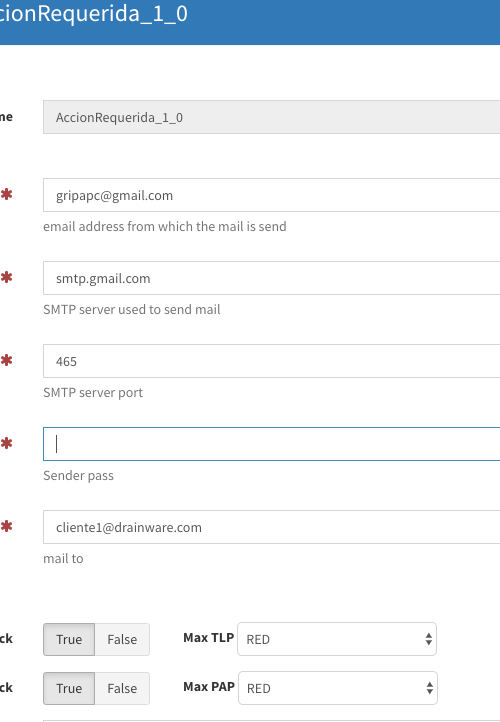 cionRequerida_1_0
me AccionRequerida_1_0
gripapc@gmail.com
email address from which the mail is send
smtp.gmail.com
SMTP server used to send mail
465
SMTP server port
Sender pass
cliente1@drainware.com
mail to
ck True False Max TLP RED
ck True False Max PAP RED